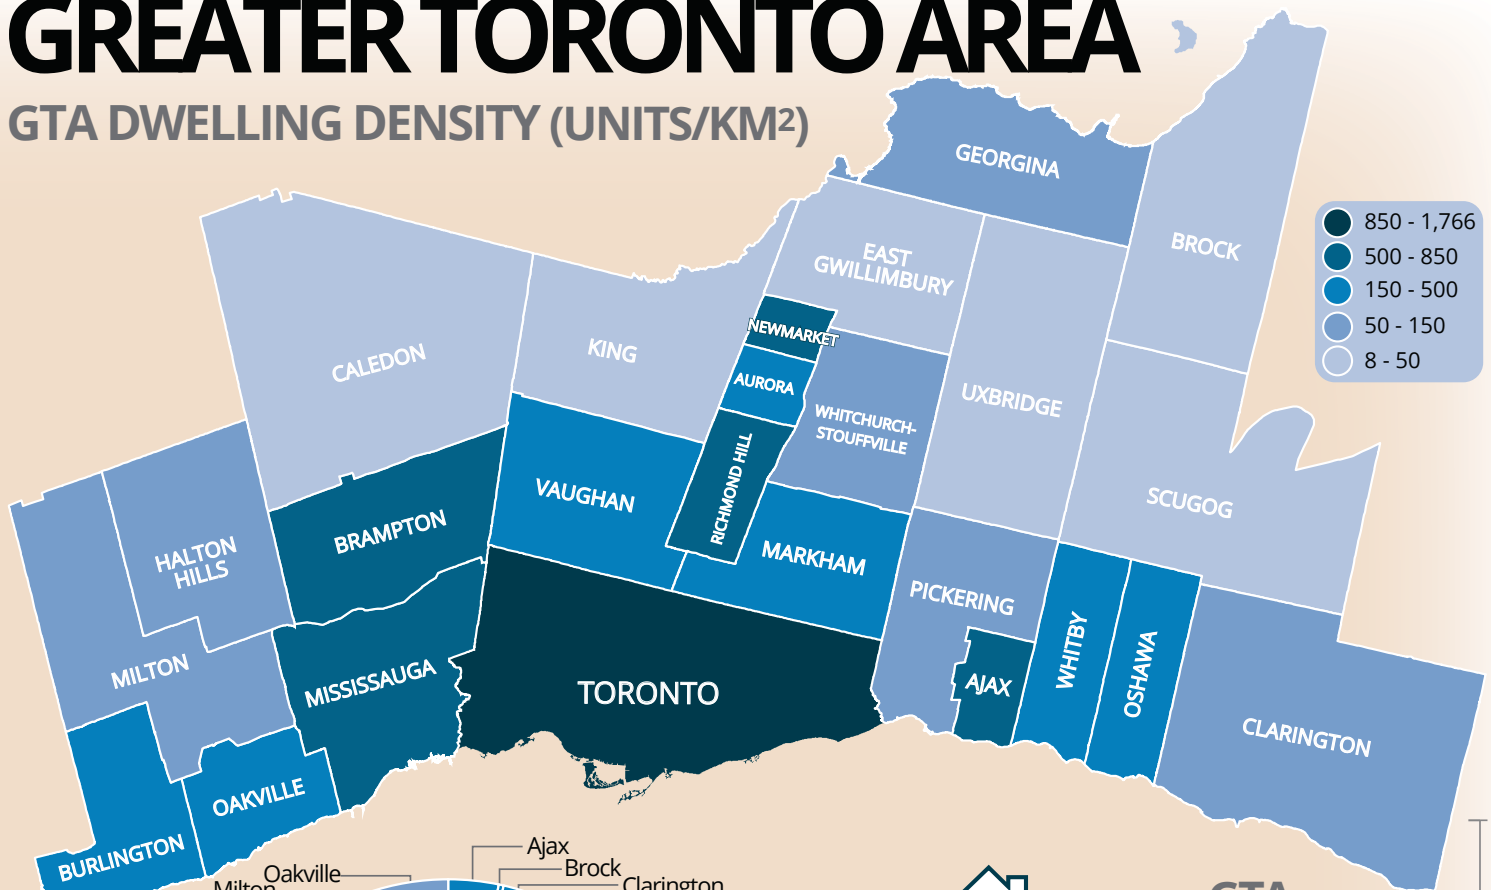 GREATER TORONTO AREA
GTA DWELLING DENSITY (UNITS/KM²)
GEORGINA
BROCK
850 - 1,766
500 - 850
150 - 500
50 - 150
8 - 50
EAST
GWILLIMBURY
NEWMARKET
KING
CALEDON
AURORA
UXBRIDGE
WHITCHURCH-
STOUFFVILLE
RICHMOND HILL
VAUGHAN
SCUGOG
BRAMPTON
HALTON
HILLS
MARKHAM
PICKERING
WHITBY
OSHAWA
MILTON
MISSISSAUGA
TORONTO
AJAX
CLARINGTON
OAKVILLE
BURLINGTON
Ajax
Brock
Oakville
Clarington
Milton
GTA